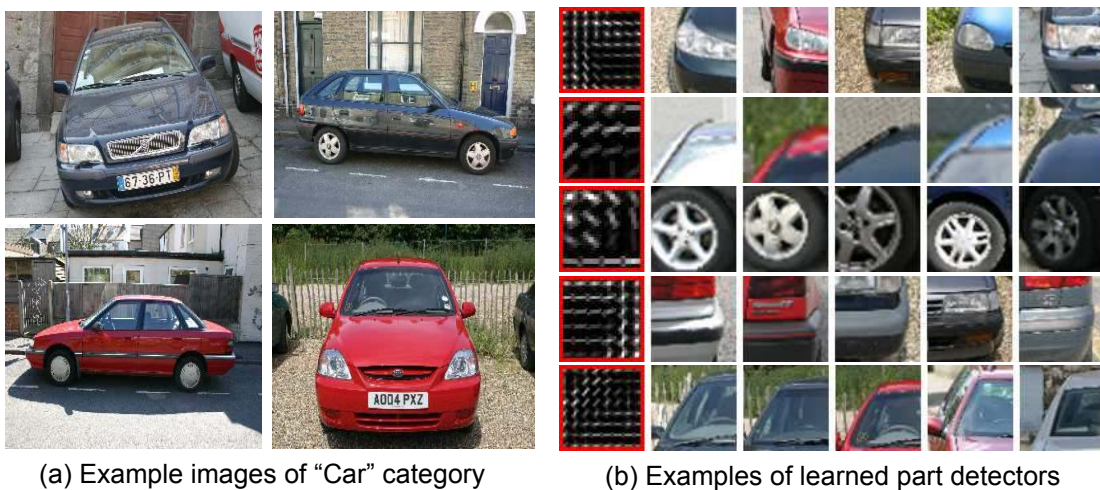 67-36-PT
A004 PXZ
(a) Example images of “Car” category
(b) Examples of learned part detectors